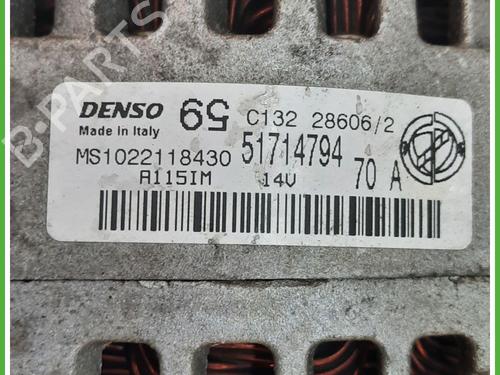 DENSO 59 C132 28606/2
Made in Italy
MS1022118430 51714794
A115IM 14V 70 A
B-PARTS